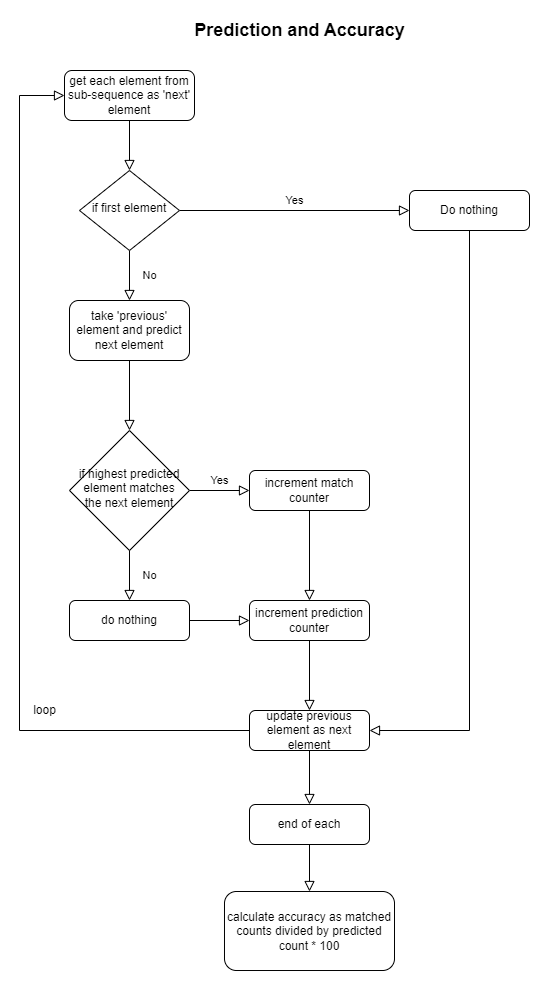 Prediction and Accuracy
get each element from
sub-sequence as 'next'
element
if first element
Yes
Do nothing
No
take 'previous'
element and predict
next element
if highest predicted
element matches
the next element
Yes
increment match
counter
No
do nothing
increment prediction
counter
loop
update previous
element as next
element
end of each
calculate accuracy as matched
counts divided by predicted
count * 100